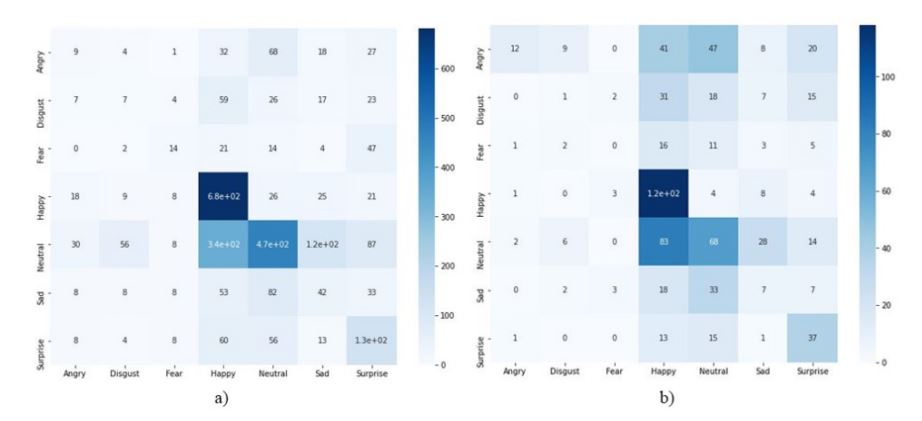 Angry 9 4 1 32 68 18 27
Disgust 7 7 4 59 26 17 23
Fear 0 2 14 21 14 4 47
Happy 18 9 8 6.8e+02 26 25 21
Neutral 30 56 8 3.4e+02 4.7e+02 1.2e+02 87
Sad 8 8 8 53 82 42 33
Surprise 8 4 8 60 56 13 1.3e+02
Angry Disgust Fear Happy Neutral Sad Surprise
600
500
400
300
200
100
0
a)
Angry 12 9 0 41 47 8 20
Disgust 0 1 2 31 18 7 15
Fear 1 2 0 16 11 3 5
Happy 1 0 3 1.2e+02 4 8 4
Neutral 2 6 0 83 68 28 14
Sad 0 2 3 18 33 7 7
Surprise 1 0 0 13 15 1 37
Angry Disgust Fear Happy Neutral Sad Surprise
100
80
60
40
20
0
b)